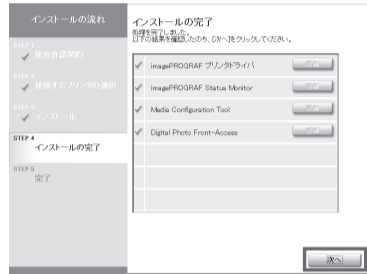 インストールの流れ
STEP 1
使用許諾契約
STEP 2
使用するプリンタの選択
STEP 3
インストール
STEP 4
インストールの完了
STEP 5
完了
インストールの完了
処理を完了しました。
以下の結果を確認したのち、[次へ]をクリックしてください。
imagePROGRAF プリンタドライバ
imagePROGRAF Status Monitor
Media Configuration Tool
Digital Photo Front-Access
次へ